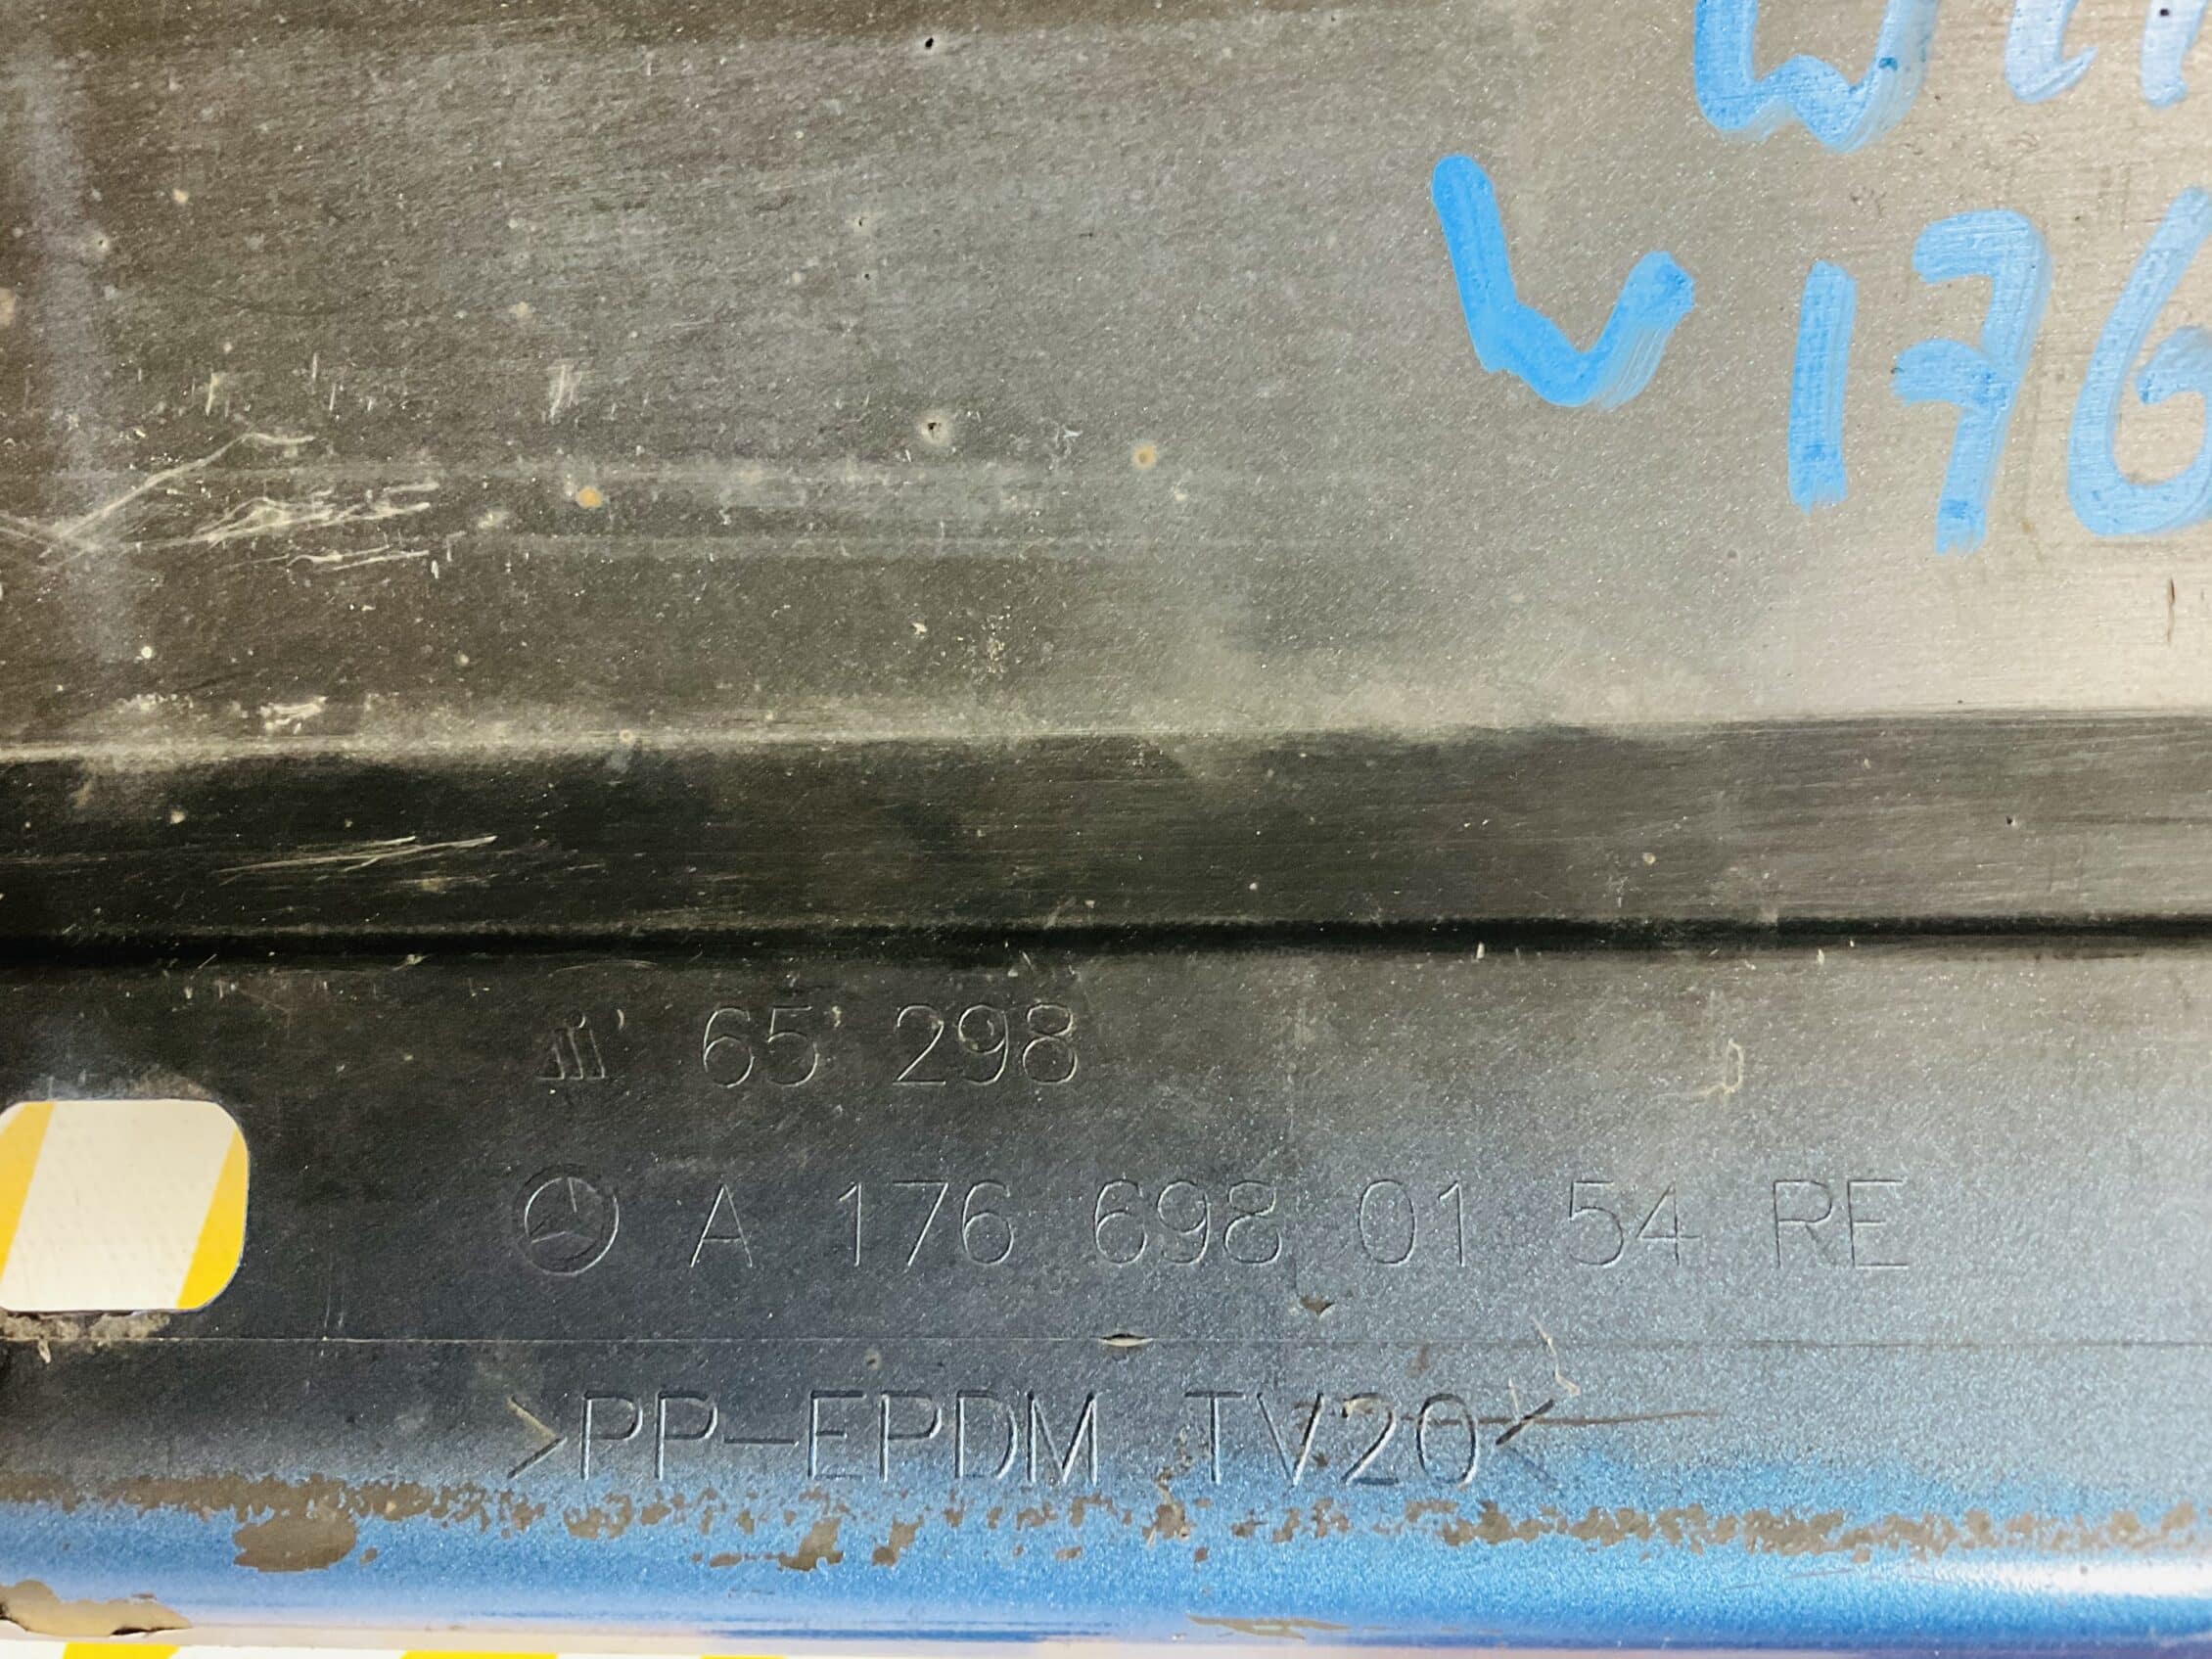 W 176
65 298
A 176 698 01 54 RE
>PP-EPDM TV20<